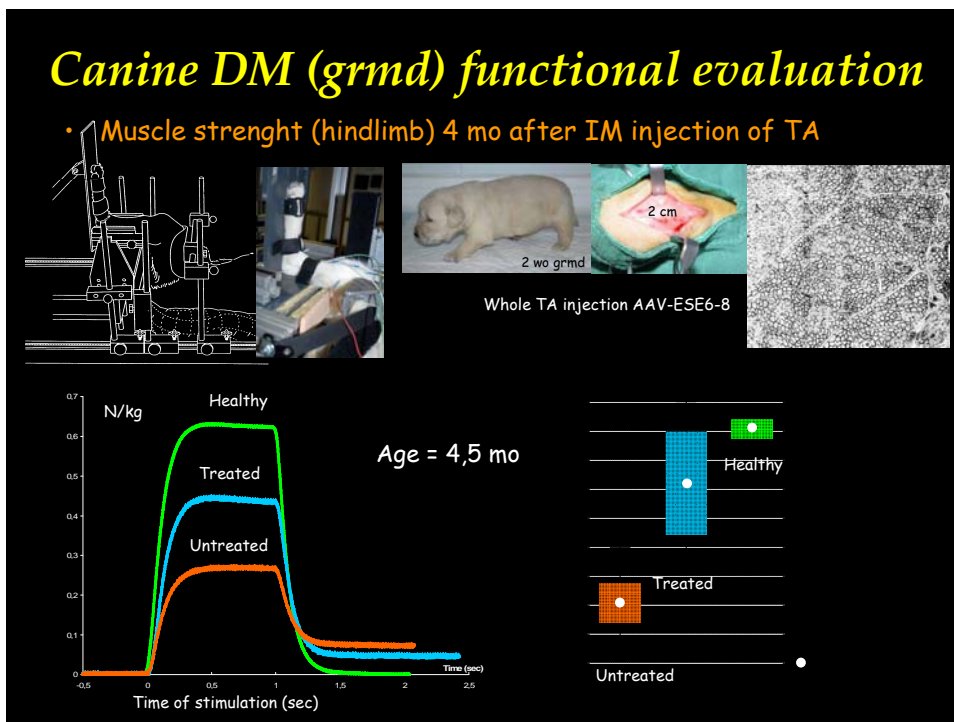 Canine DM (grmd) functional evaluation
• Muscle strenght (hindlimb) 4 mo after IM injection of TA
2 cm
2 wo grmd
Whole TA injection AAV-ESE6-8
0,7
0,6
0,5
0,4
0,3
0,2
0,1
0
N/kg
Healthy
Treated
Untreated
Time (sec)
-0,5
0
0,5
1
1,5
2
2,5
Time of stimulation (sec)
Age = 4,5 mo
Healthy
Treated
Untreated